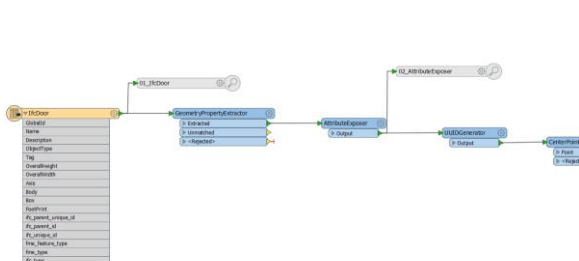 02_AttributeExposer
01_IfcDoor
IfcDoor
GlobalId
Name
Description
ObjectType
Tag
OverallHeight
OverallWidth
Axis
Body
Box
FootPrint
ifc_parent_unique_id
ifc_parent_id
ifc_unique_id
fme_feature_type
fme_type
ifc_type
GeometryPropertyExtractor
Extracted
Unmatched
<Rejected>
AttributeExposer
Output
UUIDGenerator
Output
CenterPoint
Point
<Reject